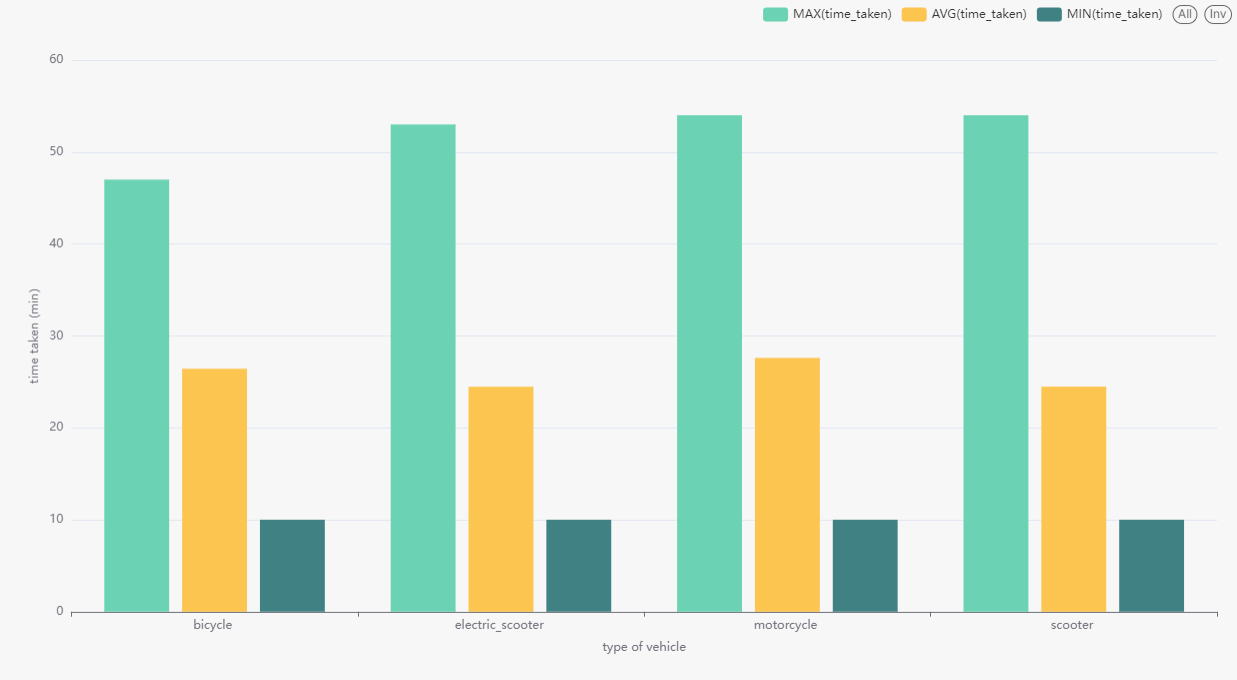 MAX(time_taken) AVG(time_taken) MIN(time_taken) All Inv
60
50
40
30
20
10
0
time taken (min)
bicycle electric_scooter motorcycle scooter
type of vehicle